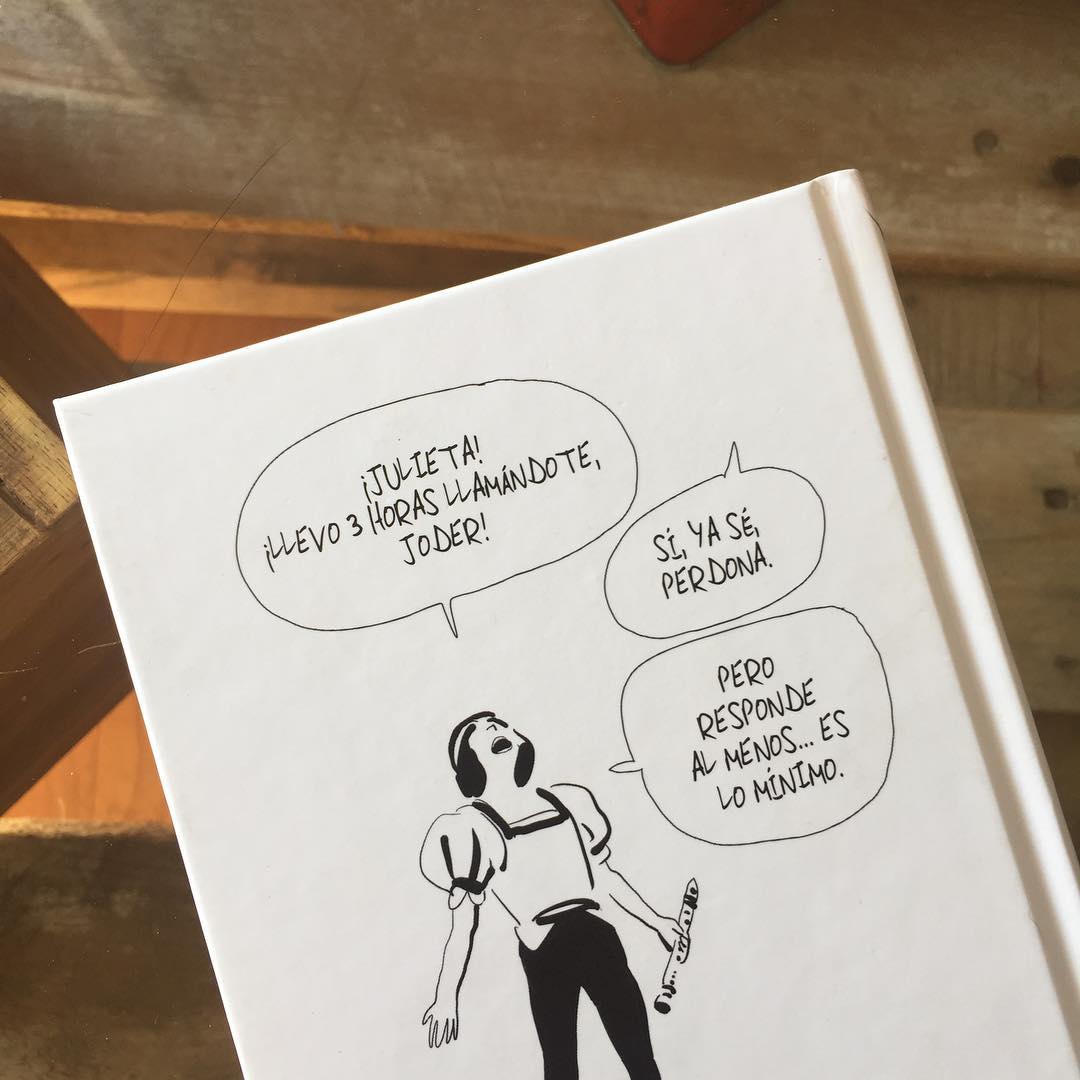 ¡JULIETA!
¡LLEVO 3 HORAS LLAMÁNDOTE,
JODER!
SÍ, YA SÉ,
PERDONA.
PERO
RESPONDE
AL MENOS... ES
LO MÍNIMO.